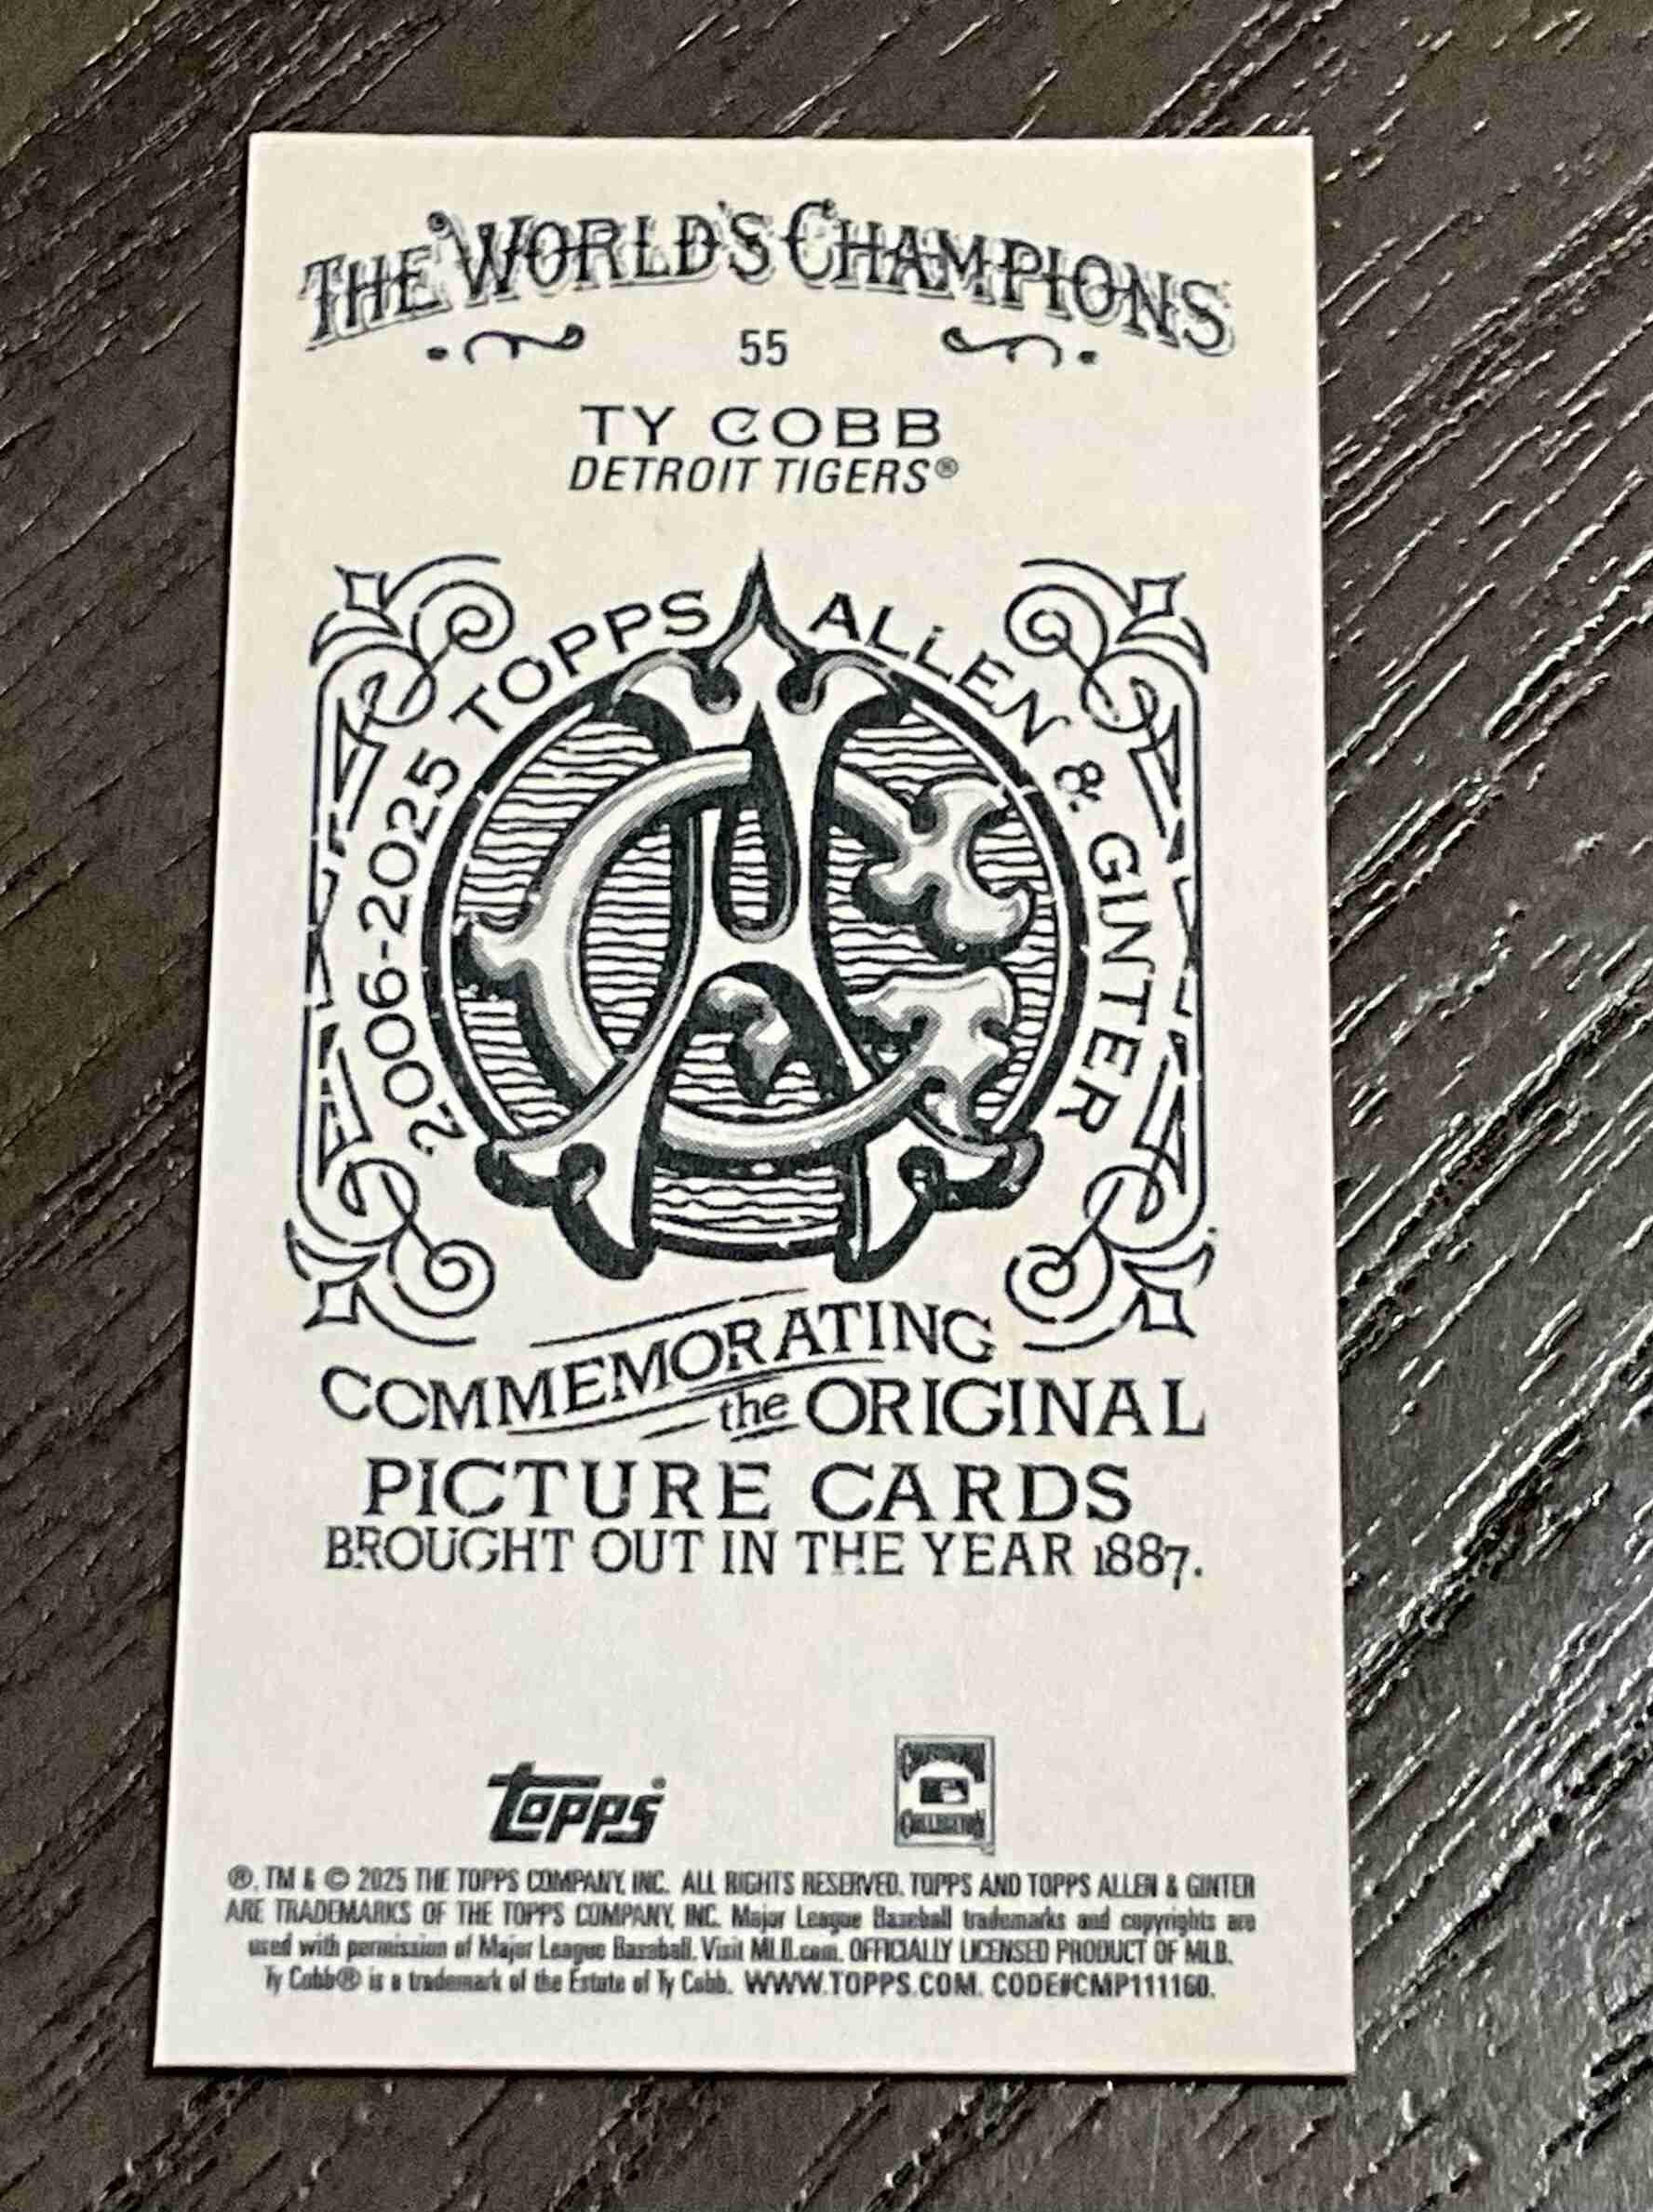 THE WORLD'S CHAMPIONS
55
TY COBB
DETROIT TIGERS®
2006-2025 TOPPS ALLEN & GINTER
COMMEMORATING
the ORIGINAL
PICTURE CARDS
BROUGHT OUT IN THE YEAR 1887.
topps®
COOPERSTOWN
COLLECTION
®, TM & © 2025 THE TOPPS COMPANY, INC. ALL RIGHTS RESERVED. TOPPS AND TOPPS ALLEN & GINTER
ARE TRADEMARKS OF THE TOPPS COMPANY, INC. Major League Baseball trademarks and copyrights are
used with permission of Major League Baseball. Visit MLB.com. OFFICIALLY LICENSED PRODUCT OF MLB.
Ty Cobb® is a trademark of the Estate of Ty Cobb. WWW.TOPPS.COM. CODE#CMP111160.